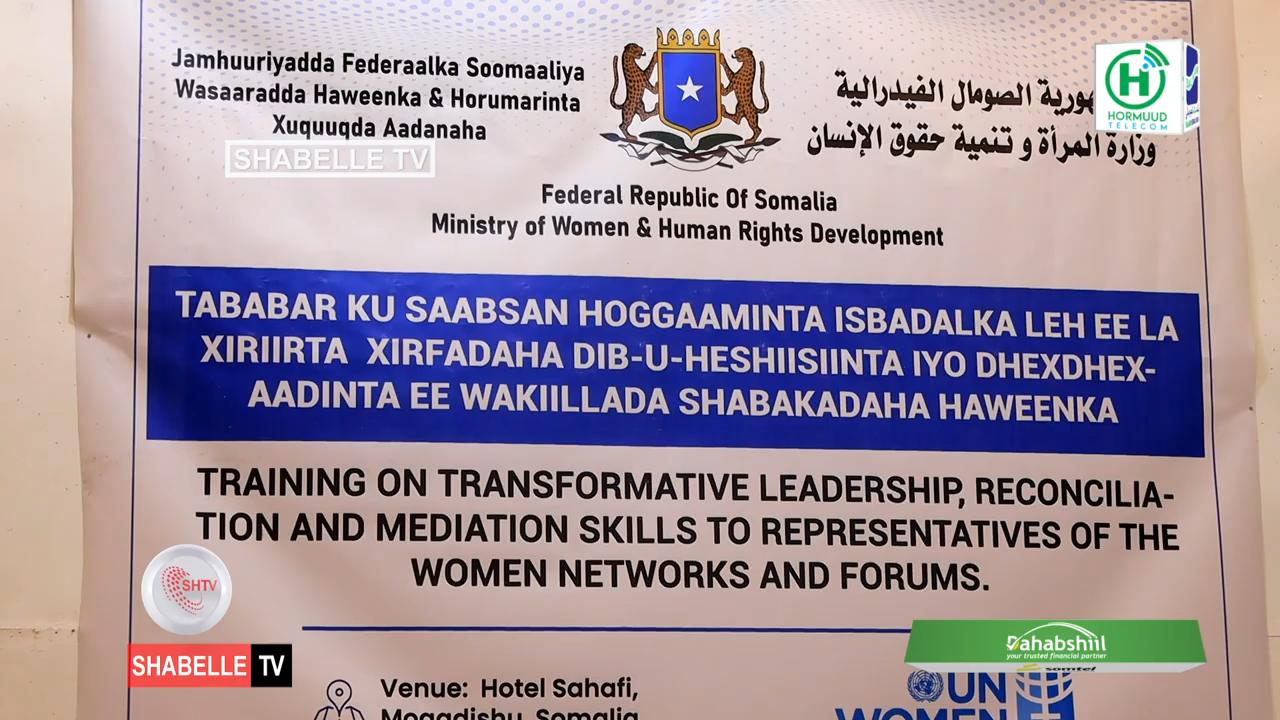 Jamhuuriyadda Federaalka Soomaaliya
Wasaaradda Haweenka & Horumarinta
Xuquuqda Aadanaha
الصومال الفيدرالية
وزارة المرأة و تنمية حقوق الإنسان
HORMUUD
TELECOM
SHABELLE TV
Federal Republic Of Somalia
Ministry of Women & Human Rights Development
TABABAR KU SAABSAN HOGGAAMINTA ISBADALKA LEH EE LA
XIRIIRTA XIRFADAHA DIB-U-HESHIISIINTA IYO DHEXDHEX-
AADINTA EE WAKIILLADA SHABAKADAHA HAWEENKA
TRAINING ON TRANSFORMATIVE LEADERSHIP, RECONCILIA-
TION AND MEDIATION SKILLS TO REPRESENTATIVES OF THE
WOMEN NETWORKS AND FORUMS.
SHTV
SHABELLE TV
Dahabshiil
your trusted financial partner
somtel
Venue: Hotel Sahafi,
Mogadishu, Somalia
UN
WOMEN